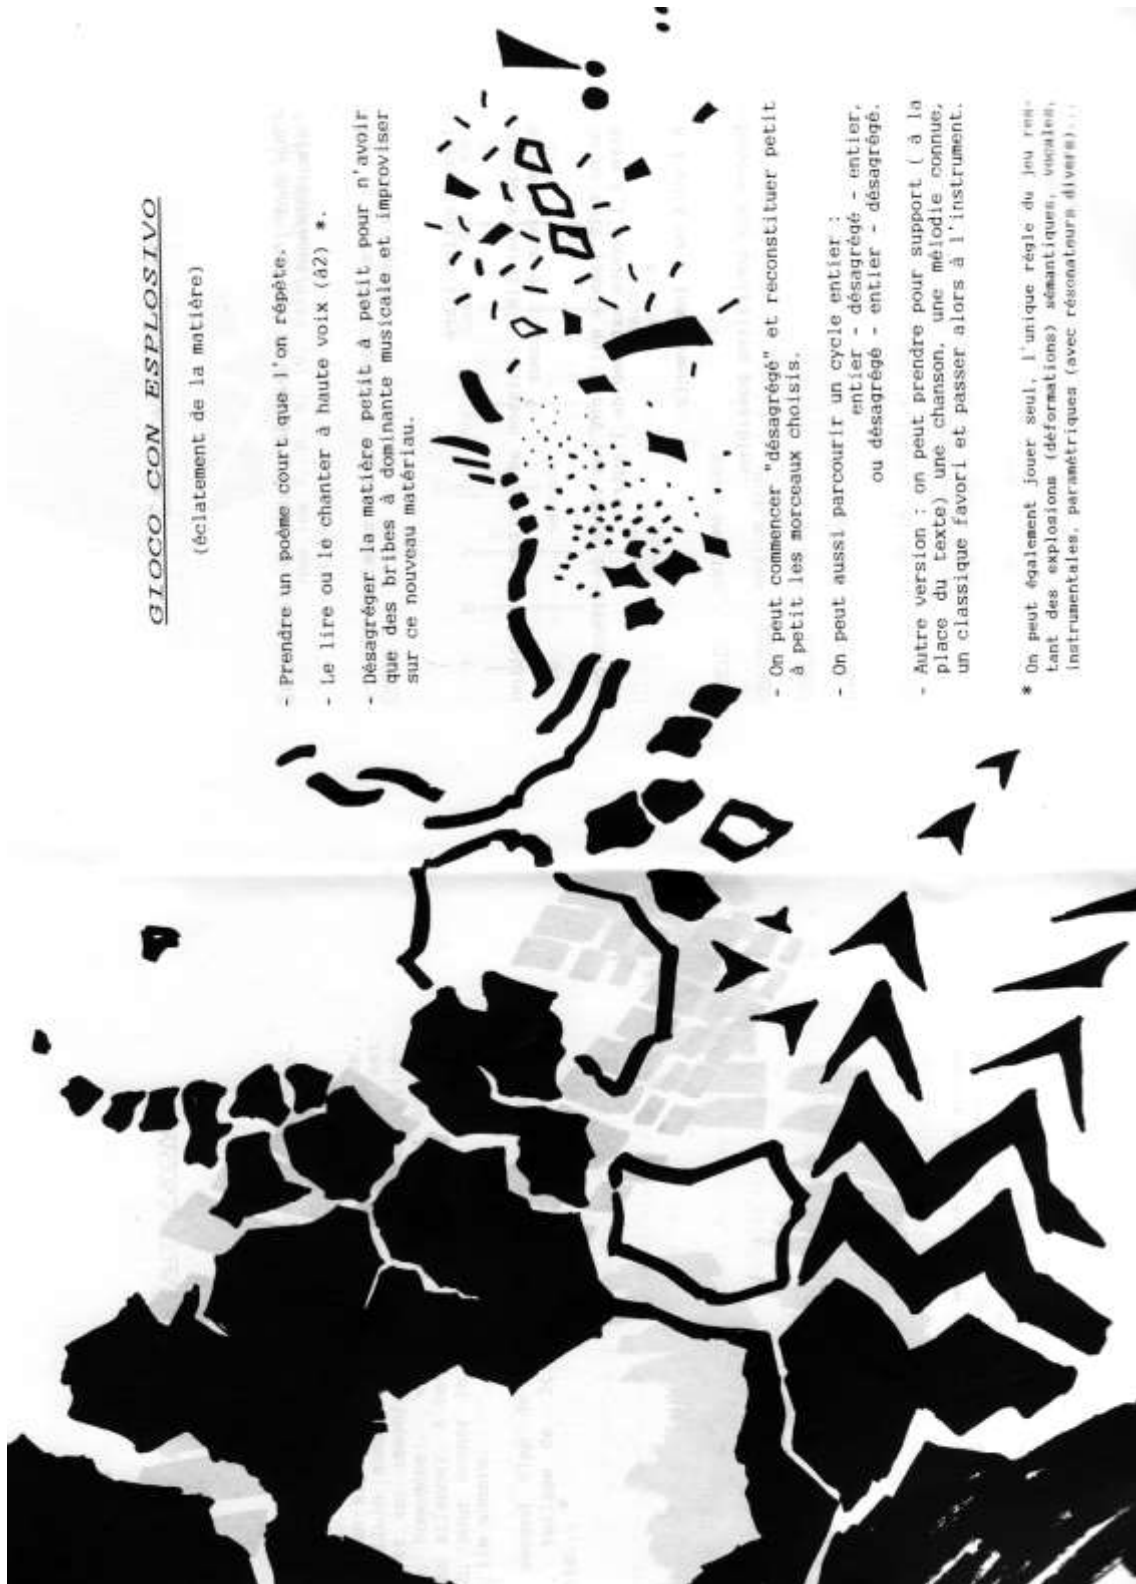 GIOCO CON ESPLOSIVO
(éclatement de la matière)
- Prendre un poème court que l'on répète.
- Le lire ou le chanter à haute voix (à2) *.
- Désagréger la matière petit à petit pour n'avoir
que des bribes à dominante musicale et improviser
sur ce nouveau matériau.
- On peut commencer "désagrégé" et reconstituer petit
à petit les morceaux choisis.
- On peut aussi parcourir un cycle entier :
entier - désagrégé - entier,
ou désagrégé - entier - désagrégé.
- Autre version : on peut prendre pour support ( à la
place du texte) une chanson, une mélodie connue,
un classique favori et passer alors à l'instrument.
* On peut également jouer seul, l'unique régle du jeu res-
tant des explosions (déformations) sémantiques, vocales,
instrumentales, paramétriques (avec résonateurs divers)...